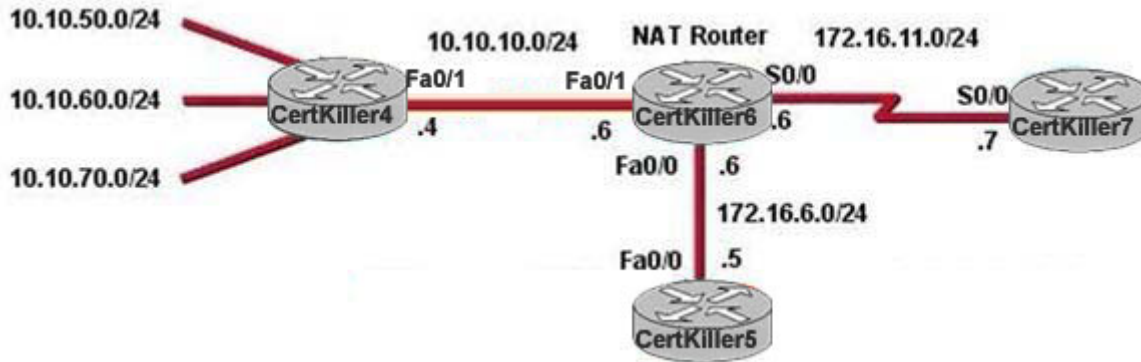 10.10.50.0/24
10.10.10.0/24
NAT Router
172.16.11.0/24
10.10.60.0/24
Fa0/1
Fa0/1
S0/0
S0/0
CertKiller4
CertKiller6
CertKiller7
.4
.6
.6
.7
10.10.70.0/24
Fa0/0
.6
172.16.6.0/24
Fa0/0
.5
CertKiller5